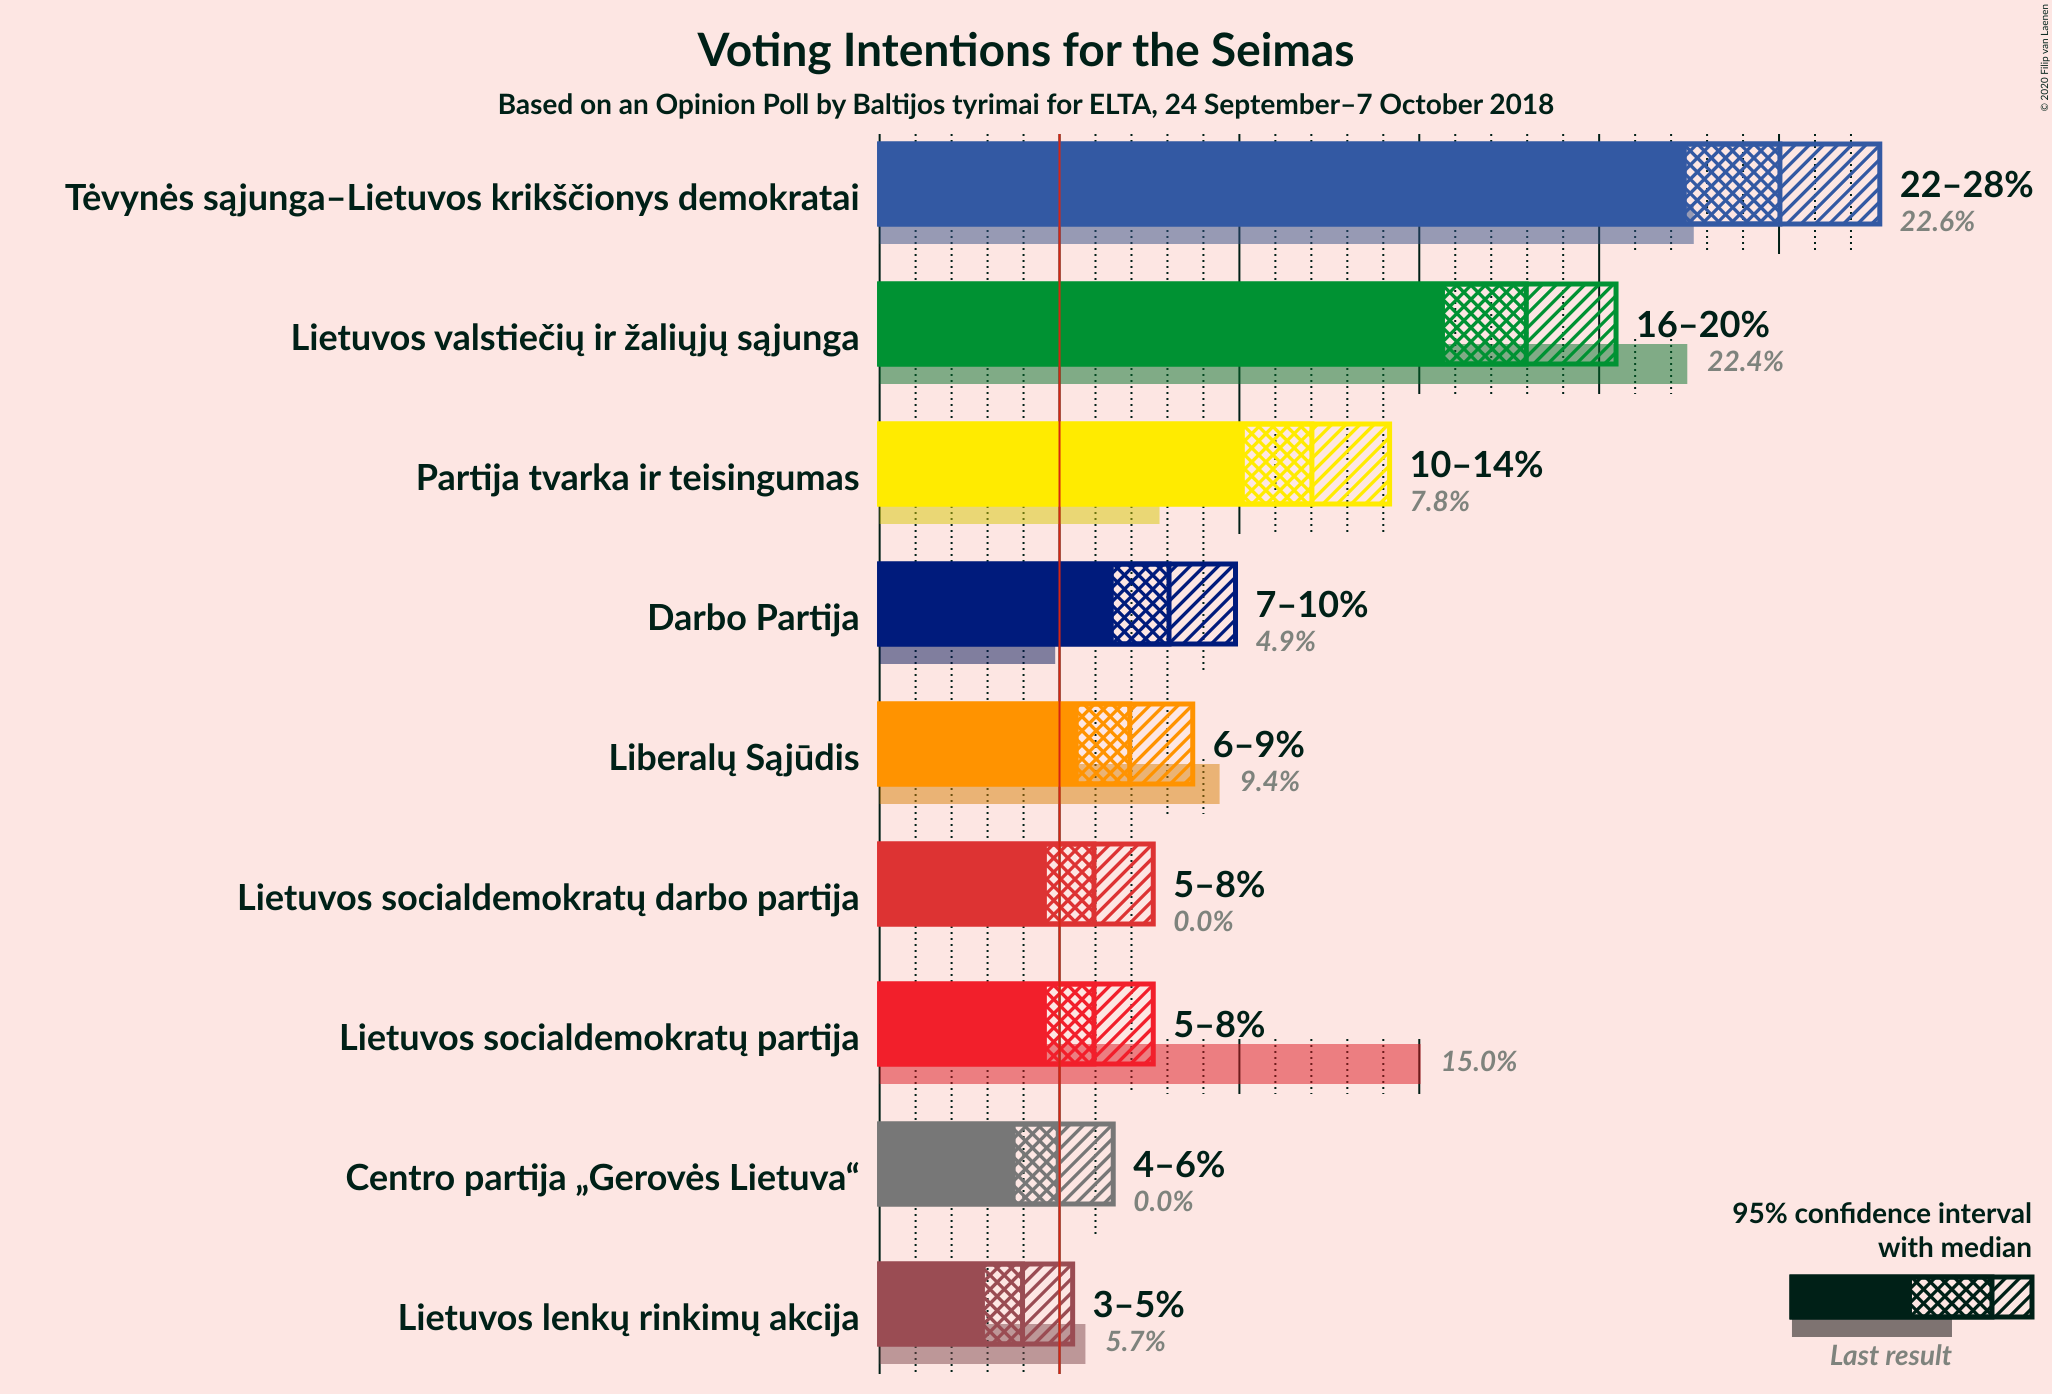 Voting Intentions for the Seimas
Based on an Opinion Poll by Baltijos tyrimai for ELTA, 24 September–7 October 2018
© 2020 Filip van Laenen
Tėvynės sąjunga–Lietuvos krikščionys demokratai
22–28%
22.6%
Lietuvos valstiečių ir žaliųjų sąjunga
16–20%
22.4%
Partija tvarka ir teisingumas
10–14%
7.8%
Darbo Partija
7–10%
4.9%
Liberalų Sąjūdis
6–9%
9.4%
Lietuvos socialdemokratų darbo partija
5–8%
0.0%
Lietuvos socialdemokratų partija
5–8%
15.0%
Centro partija „Gerovės Lietuva“
4–6%
0.0%
Lietuvos lenkų rinkimų akcija
3–5%
5.7%
95% confidence interval
with median
Last result